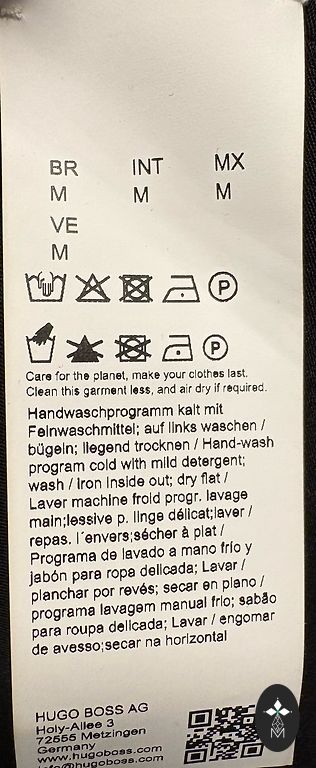 BR INT MX
M M M
VE
M
P
P
Care for the planet, make your clothes last.
Clean this garment less, and air dry if required.
Handwaschprogramm kalt mit
Feinwaschmittel; auf links waschen /
bügeln; liegend trocknen / Hand-wash
program cold with mild detergent;
wash / iron inside out; dry flat /
Laver machine froid progr. lavage
main;lessive p. linge délicat;laver /
repas. l´envers;sécher à plat /
Programa de lavado a mano frío y
jabón para ropa delicada; Lavar /
planchar por revés; secar en plano /
programa lavagem manual frio; sabão
para roupa delicada; Lavar / engomar
de avesso;secar na horizontal
HUGO BOSS AG
Holy-Allee 3
72555 Metzingen
Germany
www.hugoboss.com
info@hugoboss.com
M